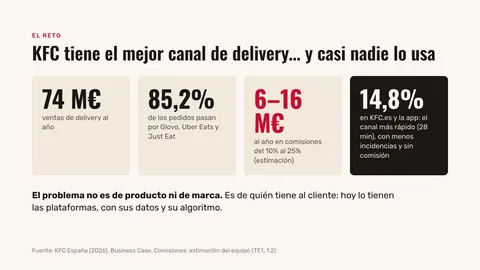 EL RETO
KFC tiene el mejor canal de delivery... y casi nadie lo usa
74 M€
ventas de delivery al
año
85,2%
de los pedidos pasan
por Glovo, Uber Eats y
Just Eat
6–16
M€
al año en comisiones
del 10% al 25%
(estimación)
14,8%
en KFC.es y la app: el
canal más rápido (28
min), con menos
incidencias y sin
comisión
El problema no es de producto ni de marca. Es de quién tiene al cliente: hoy lo tienen
las plataformas, con sus datos y su algoritmo.
Fuente: KFC España (2026), Business Case. Comisiones: estimación del equipo (TE1, 1.2)